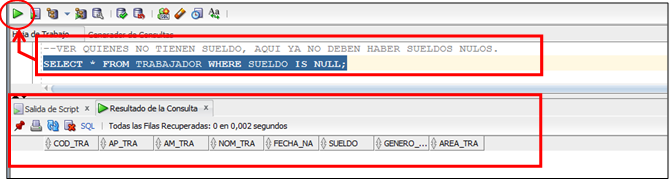 Hoja de Trabajo Generador de Consultas
--VER QUIENES NO TIENEN SUELDO, AQUI YA NO DEBEN HABER SUELDOS NULOS.
SELECT * FROM TRABAJADOR WHERE SUELDO IS NULL;
Salida de Script x Resultado de la Consulta x
SQL | Todas las Filas Recuperadas: 0 en 0,002 segundos
COD_TRA AP_TRA AM_TRA NOM_TRA FECHA_NA SUELDO GENERO_... AREA_TRA